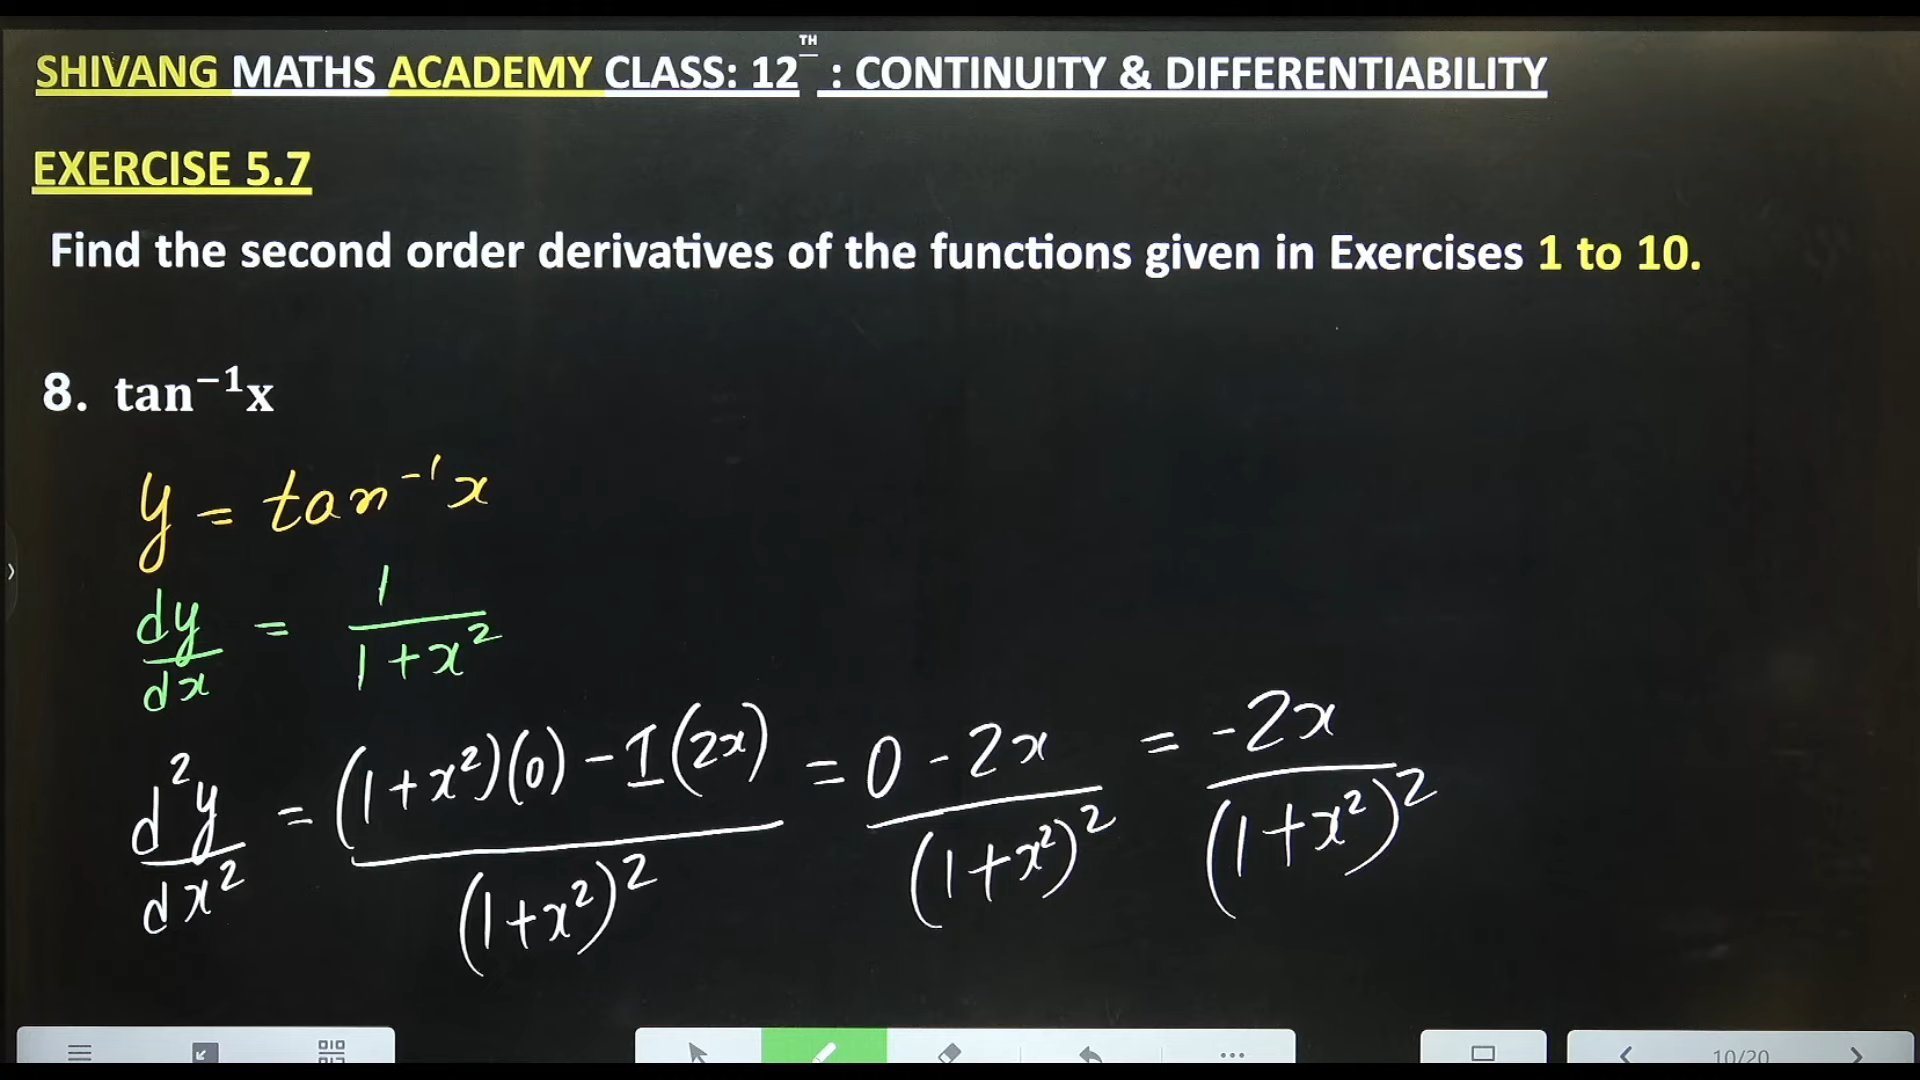 SHIVANG MATHS ACADEMY CLASS: 12TH : CONTINUITY & DIFFERENTIABILITY
EXERCISE 5.7
Find the second order derivatives of the functions given in Exercises 1 to 10.
8. tan⁻¹x
y = tan⁻¹x
dy/dx = 1/(1+x²)
d²y/dx² = ((1+x²)(0) - 1(2x))/(1+x²)² = (0 - 2x)/(1+x²)² = -2x/(1+x²)²
10/20